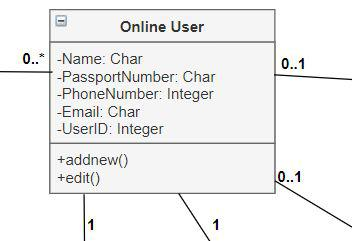 Online User
0..*
-Name: Char
0..1
-PassportNumber: Char
-PhoneNumber: Integer
-Email: Char
-UserID: Integer
+addnew()
+edit()
0..1
1
1